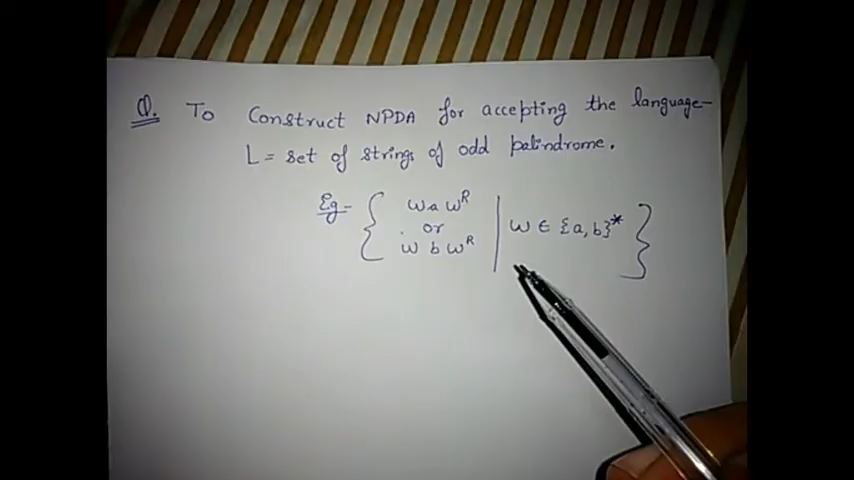 Q. To Construct NPDA for accepting the language-
L = set of strings of odd palindrome.
Eg- { w a w^R | w ∈ {a, b}* }
or
w b w^R